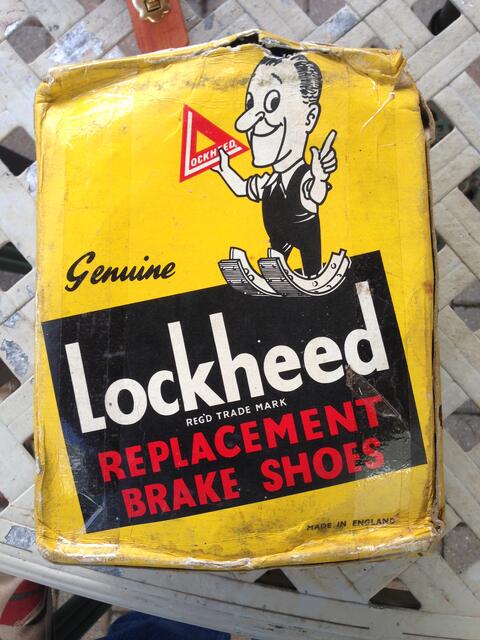 LOCKHEED
Genuine
Lockheed
REG'D TRADE MARK
REPLACEMENT
BRAKE SHOES
MADE IN ENGLAND